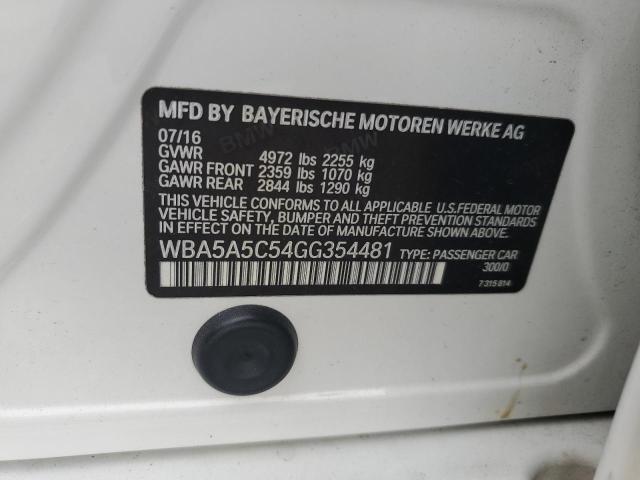 MFD BY BAYERISCHE MOTOREN WERKE AG
07/16
GVWR 4972 lbs 2255 kg
GAWR FRONT 2359 lbs 1070 kg
GAWR REAR 2844 lbs 1290 kg
THIS VEHICLE CONFORMS TO ALL APPLICABLE U.S.FEDERAL MOTOR
VEHICLE SAFETY, BUMPER AND THEFT PREVENTION STANDARDS
IN EFFECT ON THE DATE OF MANUFACTURE SHOWN ABOVE.
WBA5A5C54GG354481 TYPE: PASSENGER CAR
300/0
7 315 814
BMW
BMW